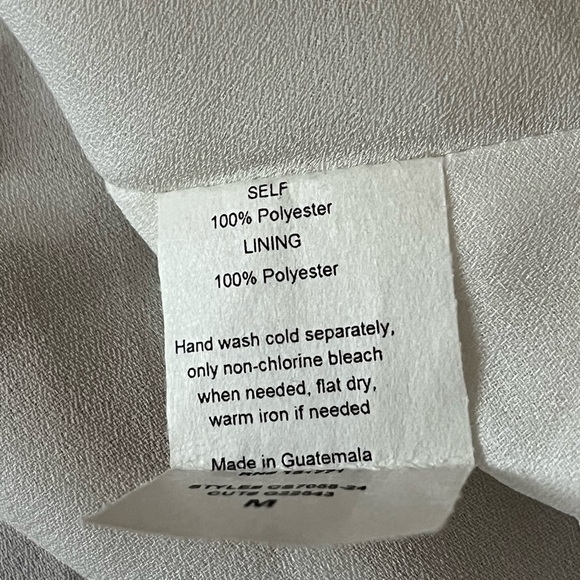 SELF
100% Polyester
LINING
100% Polyester
Hand wash cold separately,
only non-chlorine bleach
when needed, flat dry,
warm iron if needed
Made in Guatemala
M